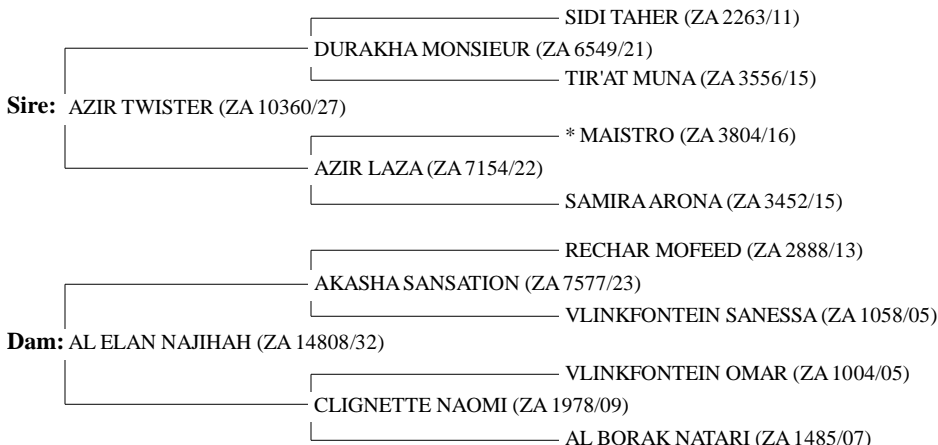 SIDI TAHER (ZA 2263/11)
DURAKHA MONSIEUR (ZA 6549/21)
TIR'AT MUNA (ZA 3556/15)
Sire: AZIR TWISTER (ZA 10360/27)
* MAISTRO (ZA 3804/16)
AZIR LAZA (ZA 7154/22)
SAMIRA ARONA (ZA 3452/15)
RECHAR MOFEED (ZA 2888/13)
AKASHA SANSATION (ZA 7577/23)
VLINKFONTEIN SANESSA (ZA 1058/05)
Dam: AL ELAN NAJIHAH (ZA 14808/32)
VLINKFONTEIN OMAR (ZA 1004/05)
CLIGNETTE NAOMI (ZA 1978/09)
AL BORAK NATARI (ZA 1485/07)